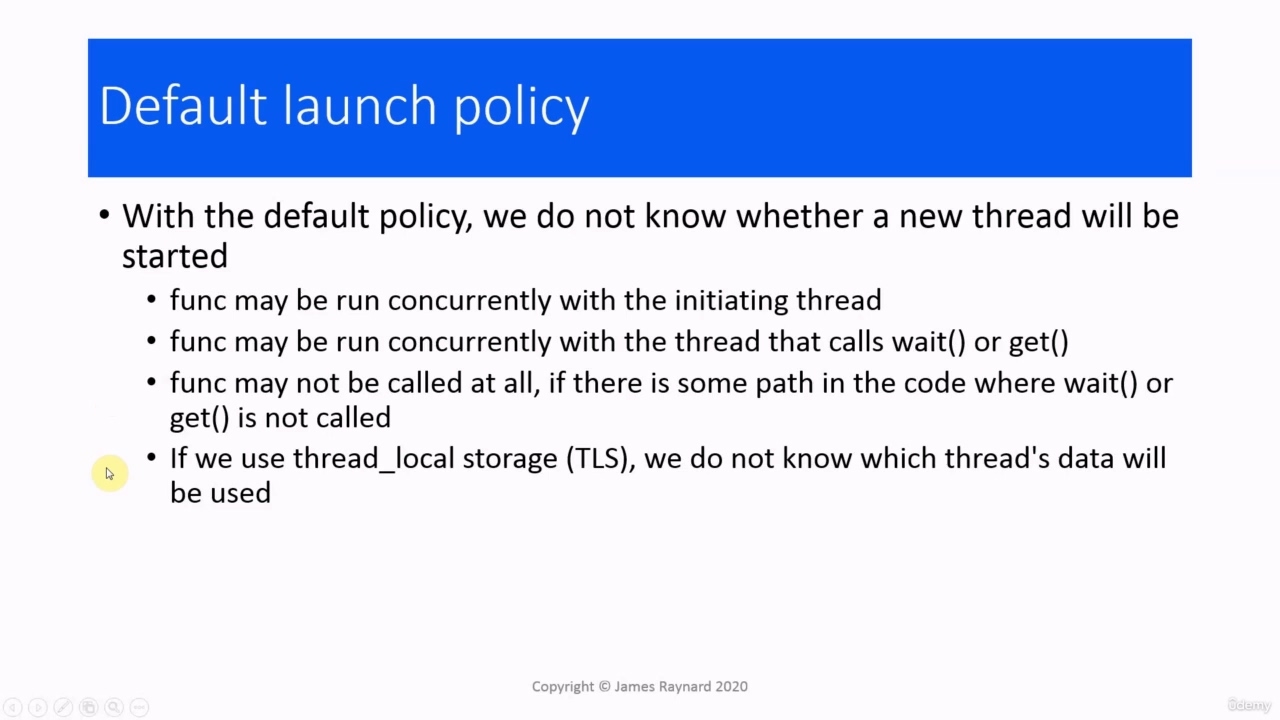 Default launch policy
• With the default policy, we do not know whether a new thread will be
started
• func may be run concurrently with the initiating thread
• func may be run concurrently with the thread that calls wait() or get()
• func may not be called at all, if there is some path in the code where wait() or
get() is not called
• If we use thread_local storage (TLS), we do not know which thread's data will
be used
Copyright © James Raynard 2020
ûdemy